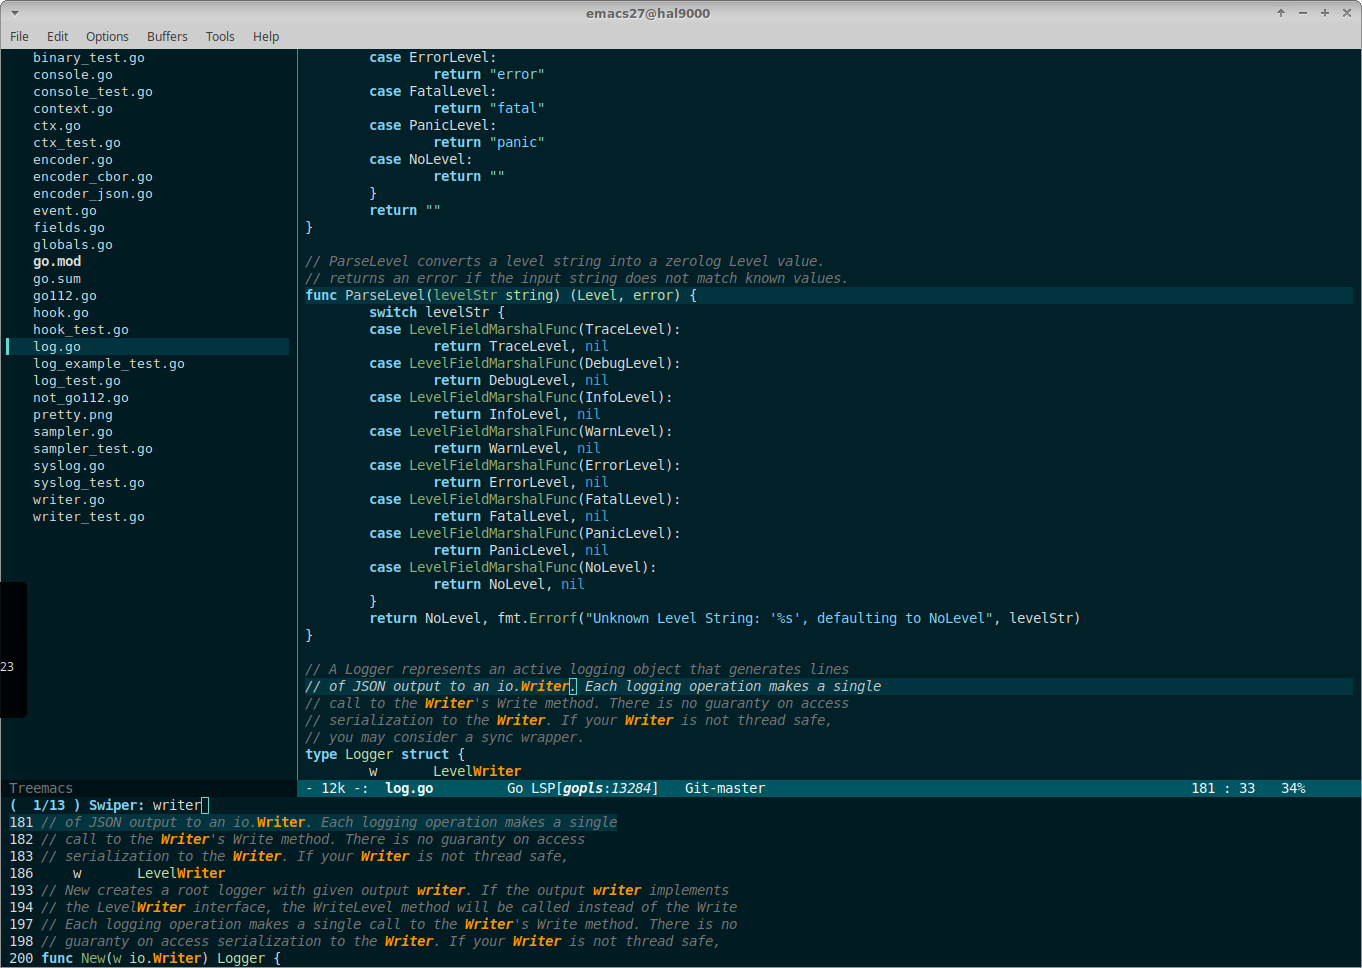 emacs27@hal9000
File Edit Options Buffers Tools Help
binary_test.go
console.go
console_test.go
context.go
ctx.go
ctx_test.go
encoder.go
encoder_cbor.go
encoder_json.go
event.go
fields.go
globals.go
go.mod
go.sum
go112.go
hook.go
hook_test.go
log.go
log_example_test.go
log_test.go
not_go112.go
pretty.png
sampler.go
sampler_test.go
syslog.go
syslog_test.go
writer.go
writer_test.go
23
Treemacs
case ErrorLevel:
return "error"
case FatalLevel:
return "fatal"
case PanicLevel:
return "panic"
case NoLevel:
return ""
}
return ""
}
// ParseLevel converts a level string into a zerolog Level value.
// returns an error if the input string does not match known values.
func ParseLevel(levelStr string) (Level, error) {
switch levelStr {
case LevelFieldMarshalFunc(TraceLevel):
return TraceLevel, nil
case LevelFieldMarshalFunc(DebugLevel):
return DebugLevel, nil
case LevelFieldMarshalFunc(InfoLevel):
return InfoLevel, nil
case LevelFieldMarshalFunc(WarnLevel):
return WarnLevel, nil
case LevelFieldMarshalFunc(ErrorLevel):
return ErrorLevel, nil
case LevelFieldMarshalFunc(FatalLevel):
return FatalLevel, nil
case LevelFieldMarshalFunc(PanicLevel):
return PanicLevel, nil
case LevelFieldMarshalFunc(NoLevel):
return NoLevel, nil
}
return NoLevel, fmt.Errorf("Unknown Level String: '%s', defaulting to NoLevel", levelStr)
}
// A Logger represents an active logging object that generates lines
// of JSON output to an io.Writer. Each logging operation makes a single
// call to the Writer's Write method. There is no guaranty on access
// serialization to the Writer. If your Writer is not thread safe,
// you may consider a sync wrapper.
type Logger struct {
w LevelWriter
- 12k -: log.go Go LSP[gopls:13284] Git-master 181 : 33 34%
( 1/13 ) Swiper: writer
181 // of JSON output to an io.Writer. Each logging operation makes a single
182 // call to the Writer's Write method. There is no guaranty on access
183 // serialization to the Writer. If your Writer is not thread safe,
186 w LevelWriter
193 // New creates a root logger with given output writer. If the output writer implements
194 // the LevelWriter interface, the WriteLevel method will be called instead of the Write
197 // Each logging operation makes a single call to the Writer's Write method. There is no
198 // guaranty on access serialization to the Writer. If your Writer is not thread safe,
200 func New(w io.Writer) Logger {